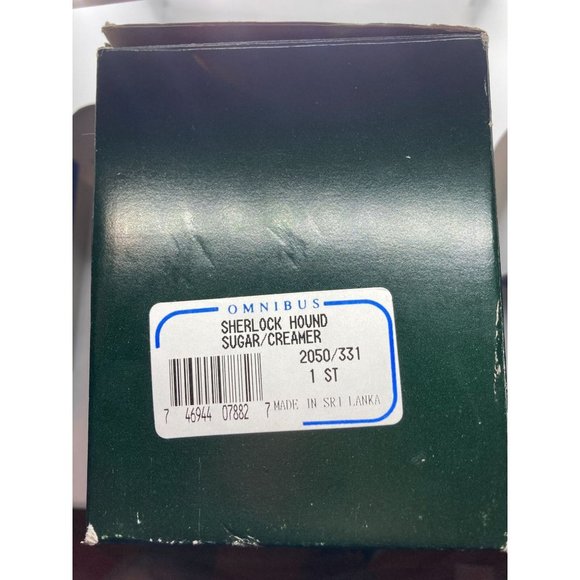 OMNIBUS
SHERLOCK HOUND
SUGAR/CREAMER
2050/331
1 ST
7 46944 07882 7 MADE IN SRI LANKA